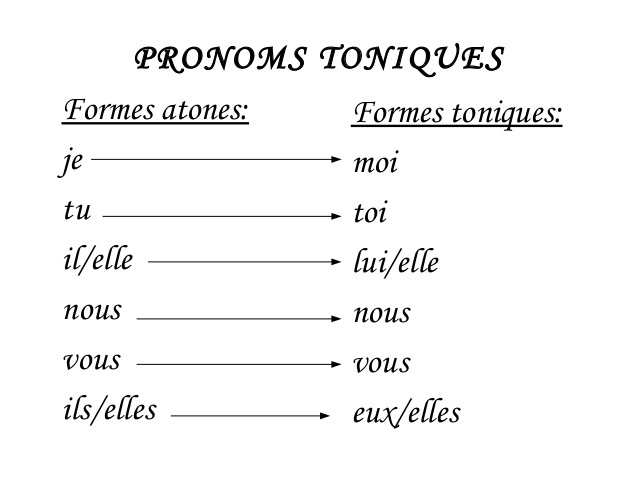 PRONOMS TONIQUES
Formes atones: Formes toniques:
je moi
tu toi
il/elle lui/elle
nous nous
vous vous
ils/elles eux/elles